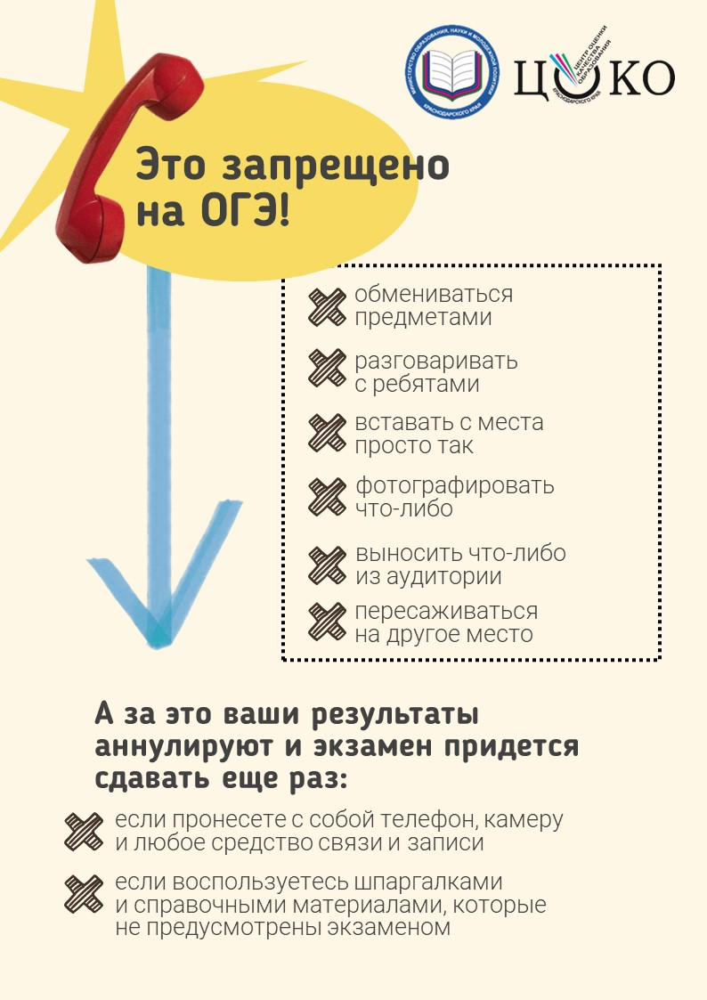 МИНИСТЕРСТВО ОБРАЗОВАНИЯ, НАУКИ И МОЛОДЕЖНОЙ ПОЛИТИКИ
КРАСНОДАРСКОГО КРАЯ
ЦОКО
ЦЕНТР ОЦЕНКИ
КАЧЕСТВА
ОБРАЗОВАНИЯ
КРАСНОДАРСКОГО КРАЯ
Это запрещено
на ОГЭ!
обмениваться
предметами
разговаривать
с ребятами
вставать с места
просто так
фотографировать
что-либо
выносить что-либо
из аудитории
пересаживаться
на другое место
А за это ваши результаты
аннулируют и экзамен придется
сдавать еще раз:
если пронесете с собой телефон, камеру
и любое средство связи и записи
если воспользуетесь шпаргалками
и справочными материалами, которые
не предусмотрены экзаменом